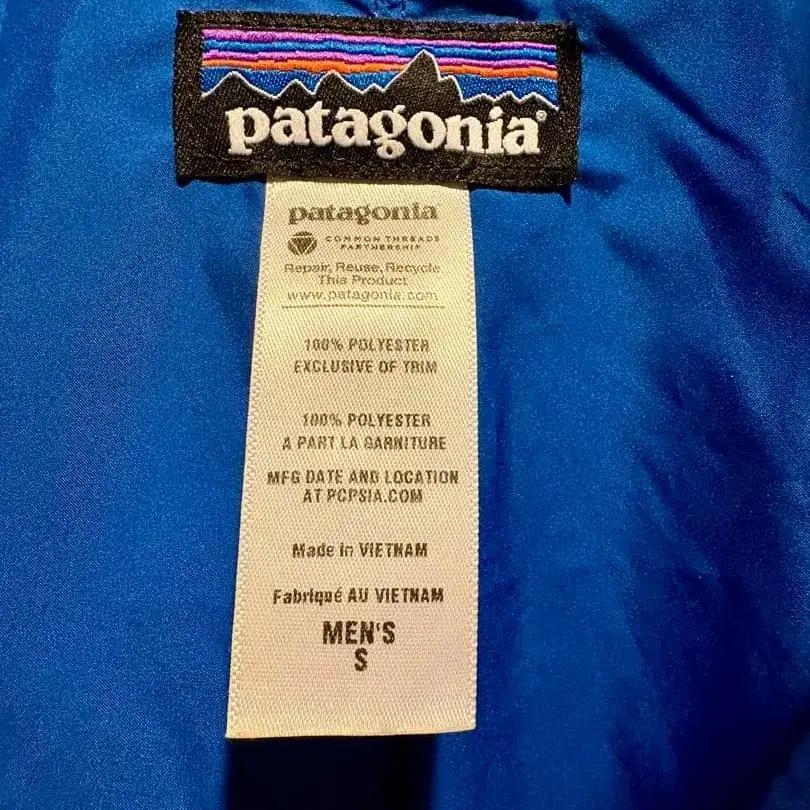 patagonia®
patagonia®
COMMON THREADS
PARTNERSHIP
Repair, Reuse, Recycle
This Product
www.patagonia.com
100% POLYESTER
EXCLUSIVE OF TRIM
100% POLYESTER
A PART LA GARNITURE
MFG DATE AND LOCATION
AT PCPSIA.COM
Made in VIETNAM
Fabriqué AU VIETNAM
MEN'S
S